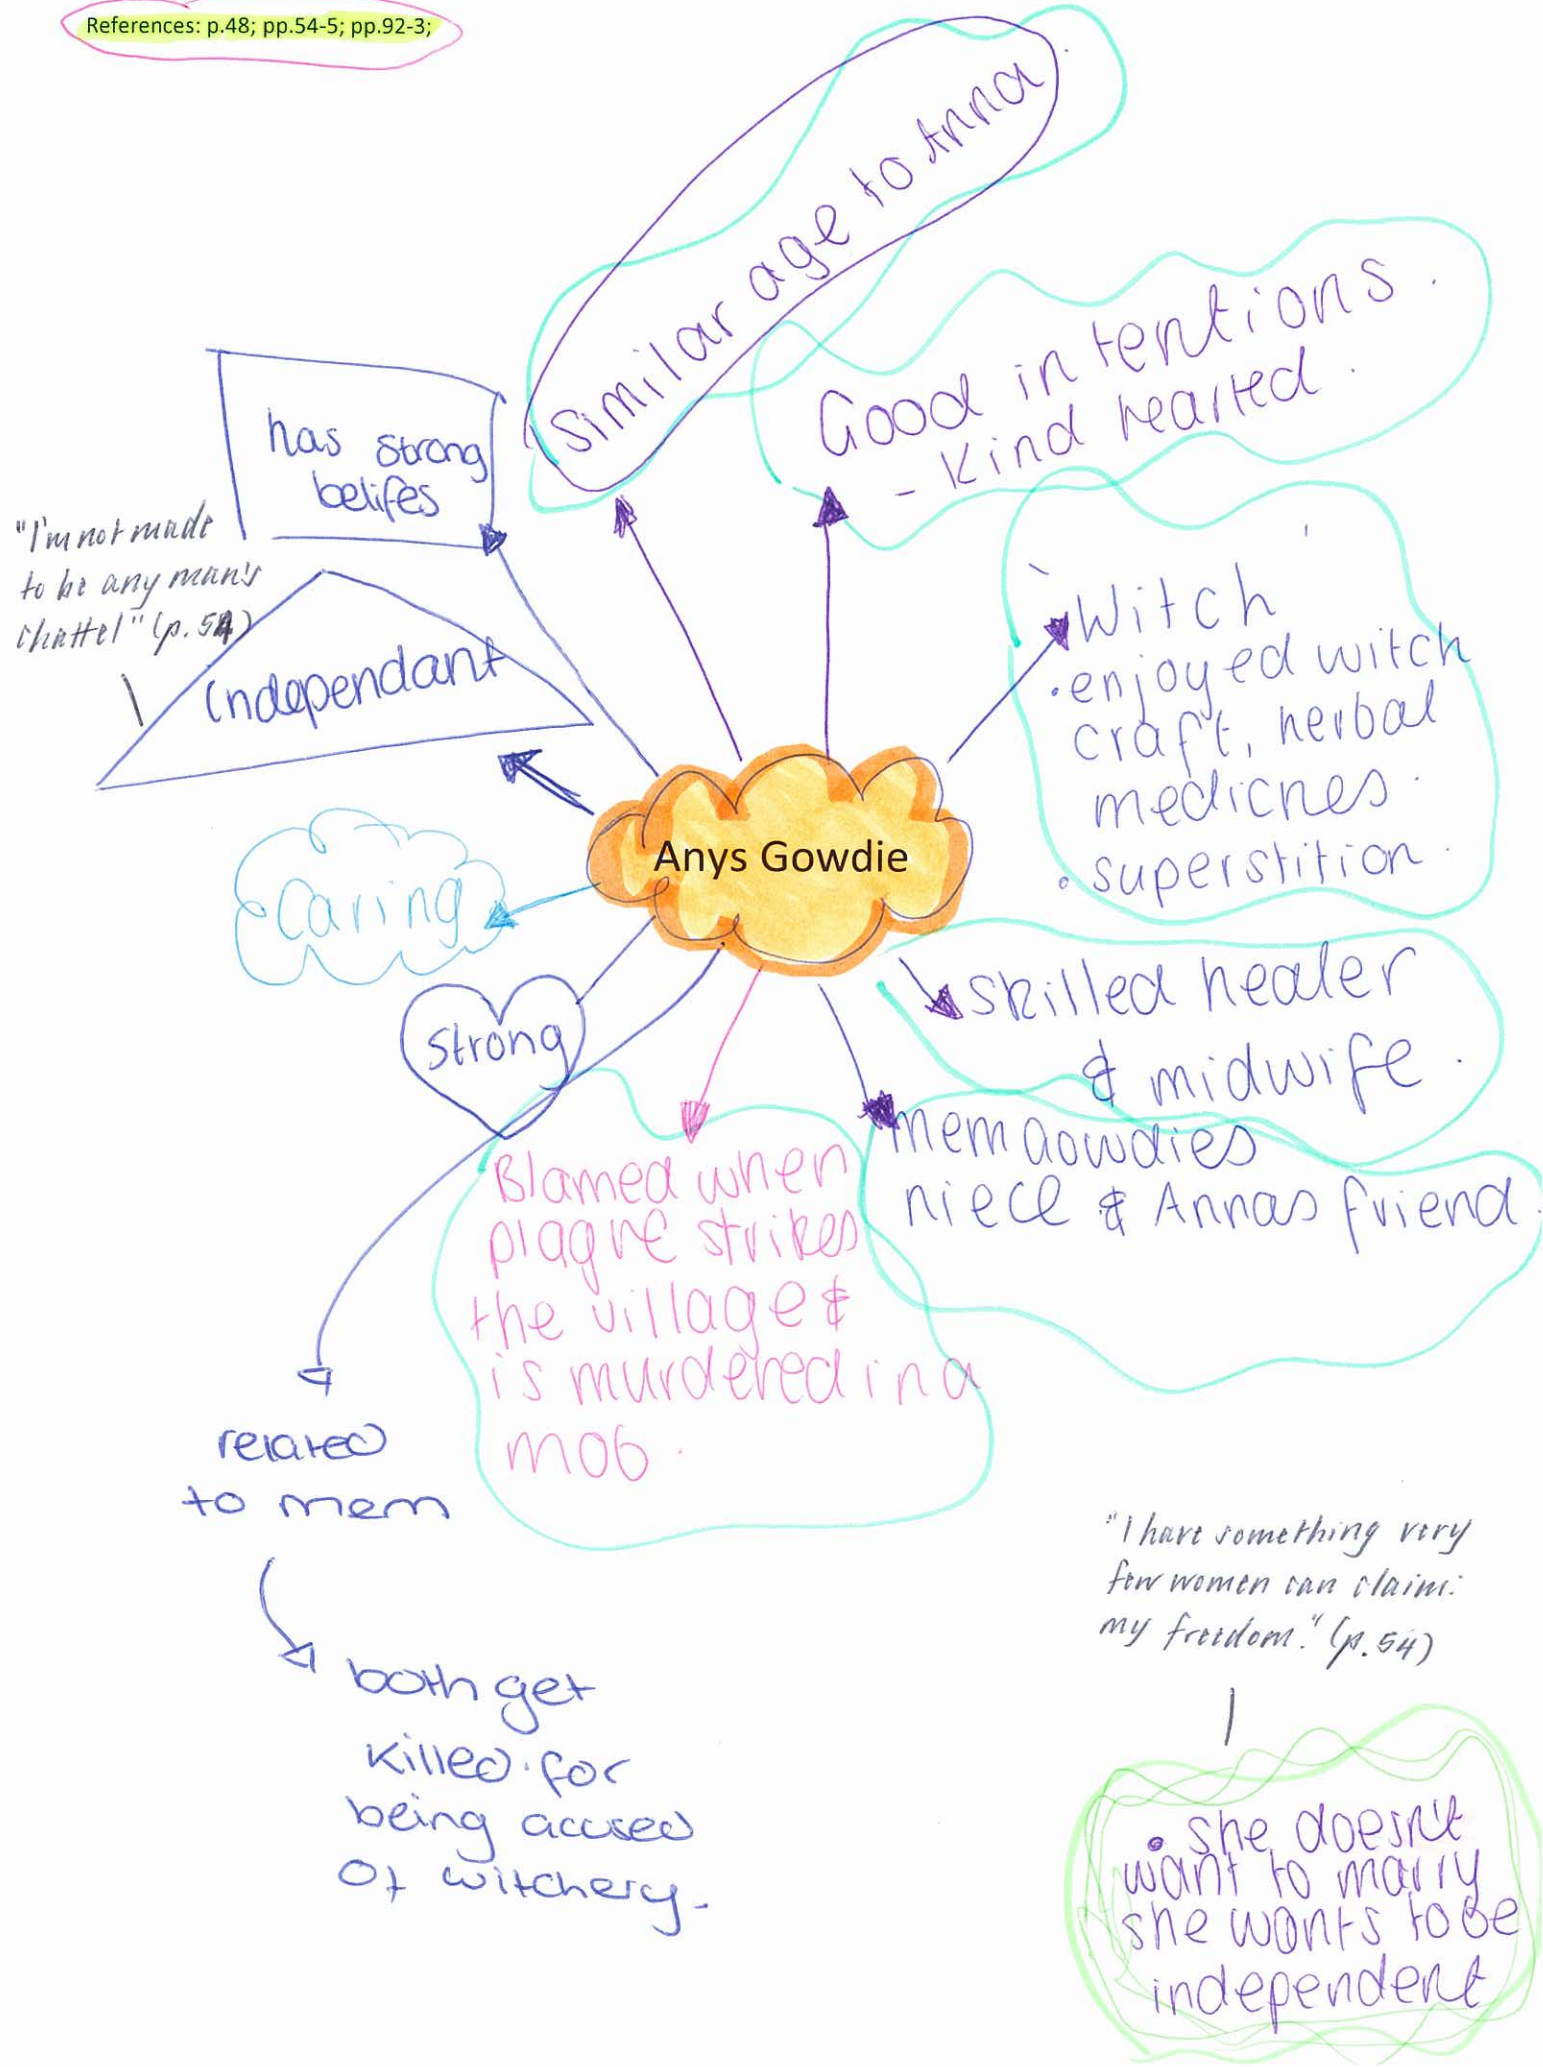 References: p.48; pp.54-5; pp.92-3;
Similar age to Anna
Good intentions.
- Kind hearted.
has strong
belifes
"I'm not made
to be any man's
chattel" (p.54)
independant
Witch
• enjoyed witch
craft, herbal
medicnes.
• superstition.
Anys Gowdie
Caring
Strong
Skilled healer
& midwife.
mem Gowdies
niece & Annas friend.
Blamed when
plague strikes
the village &
is murdered in a
mob.
related
to mem
both get
killed for
being accused
of witchery.
"I have something very
few women can claim:
my freedom." (p.54)
• she doesn't
want to marry
she wants to be
independent